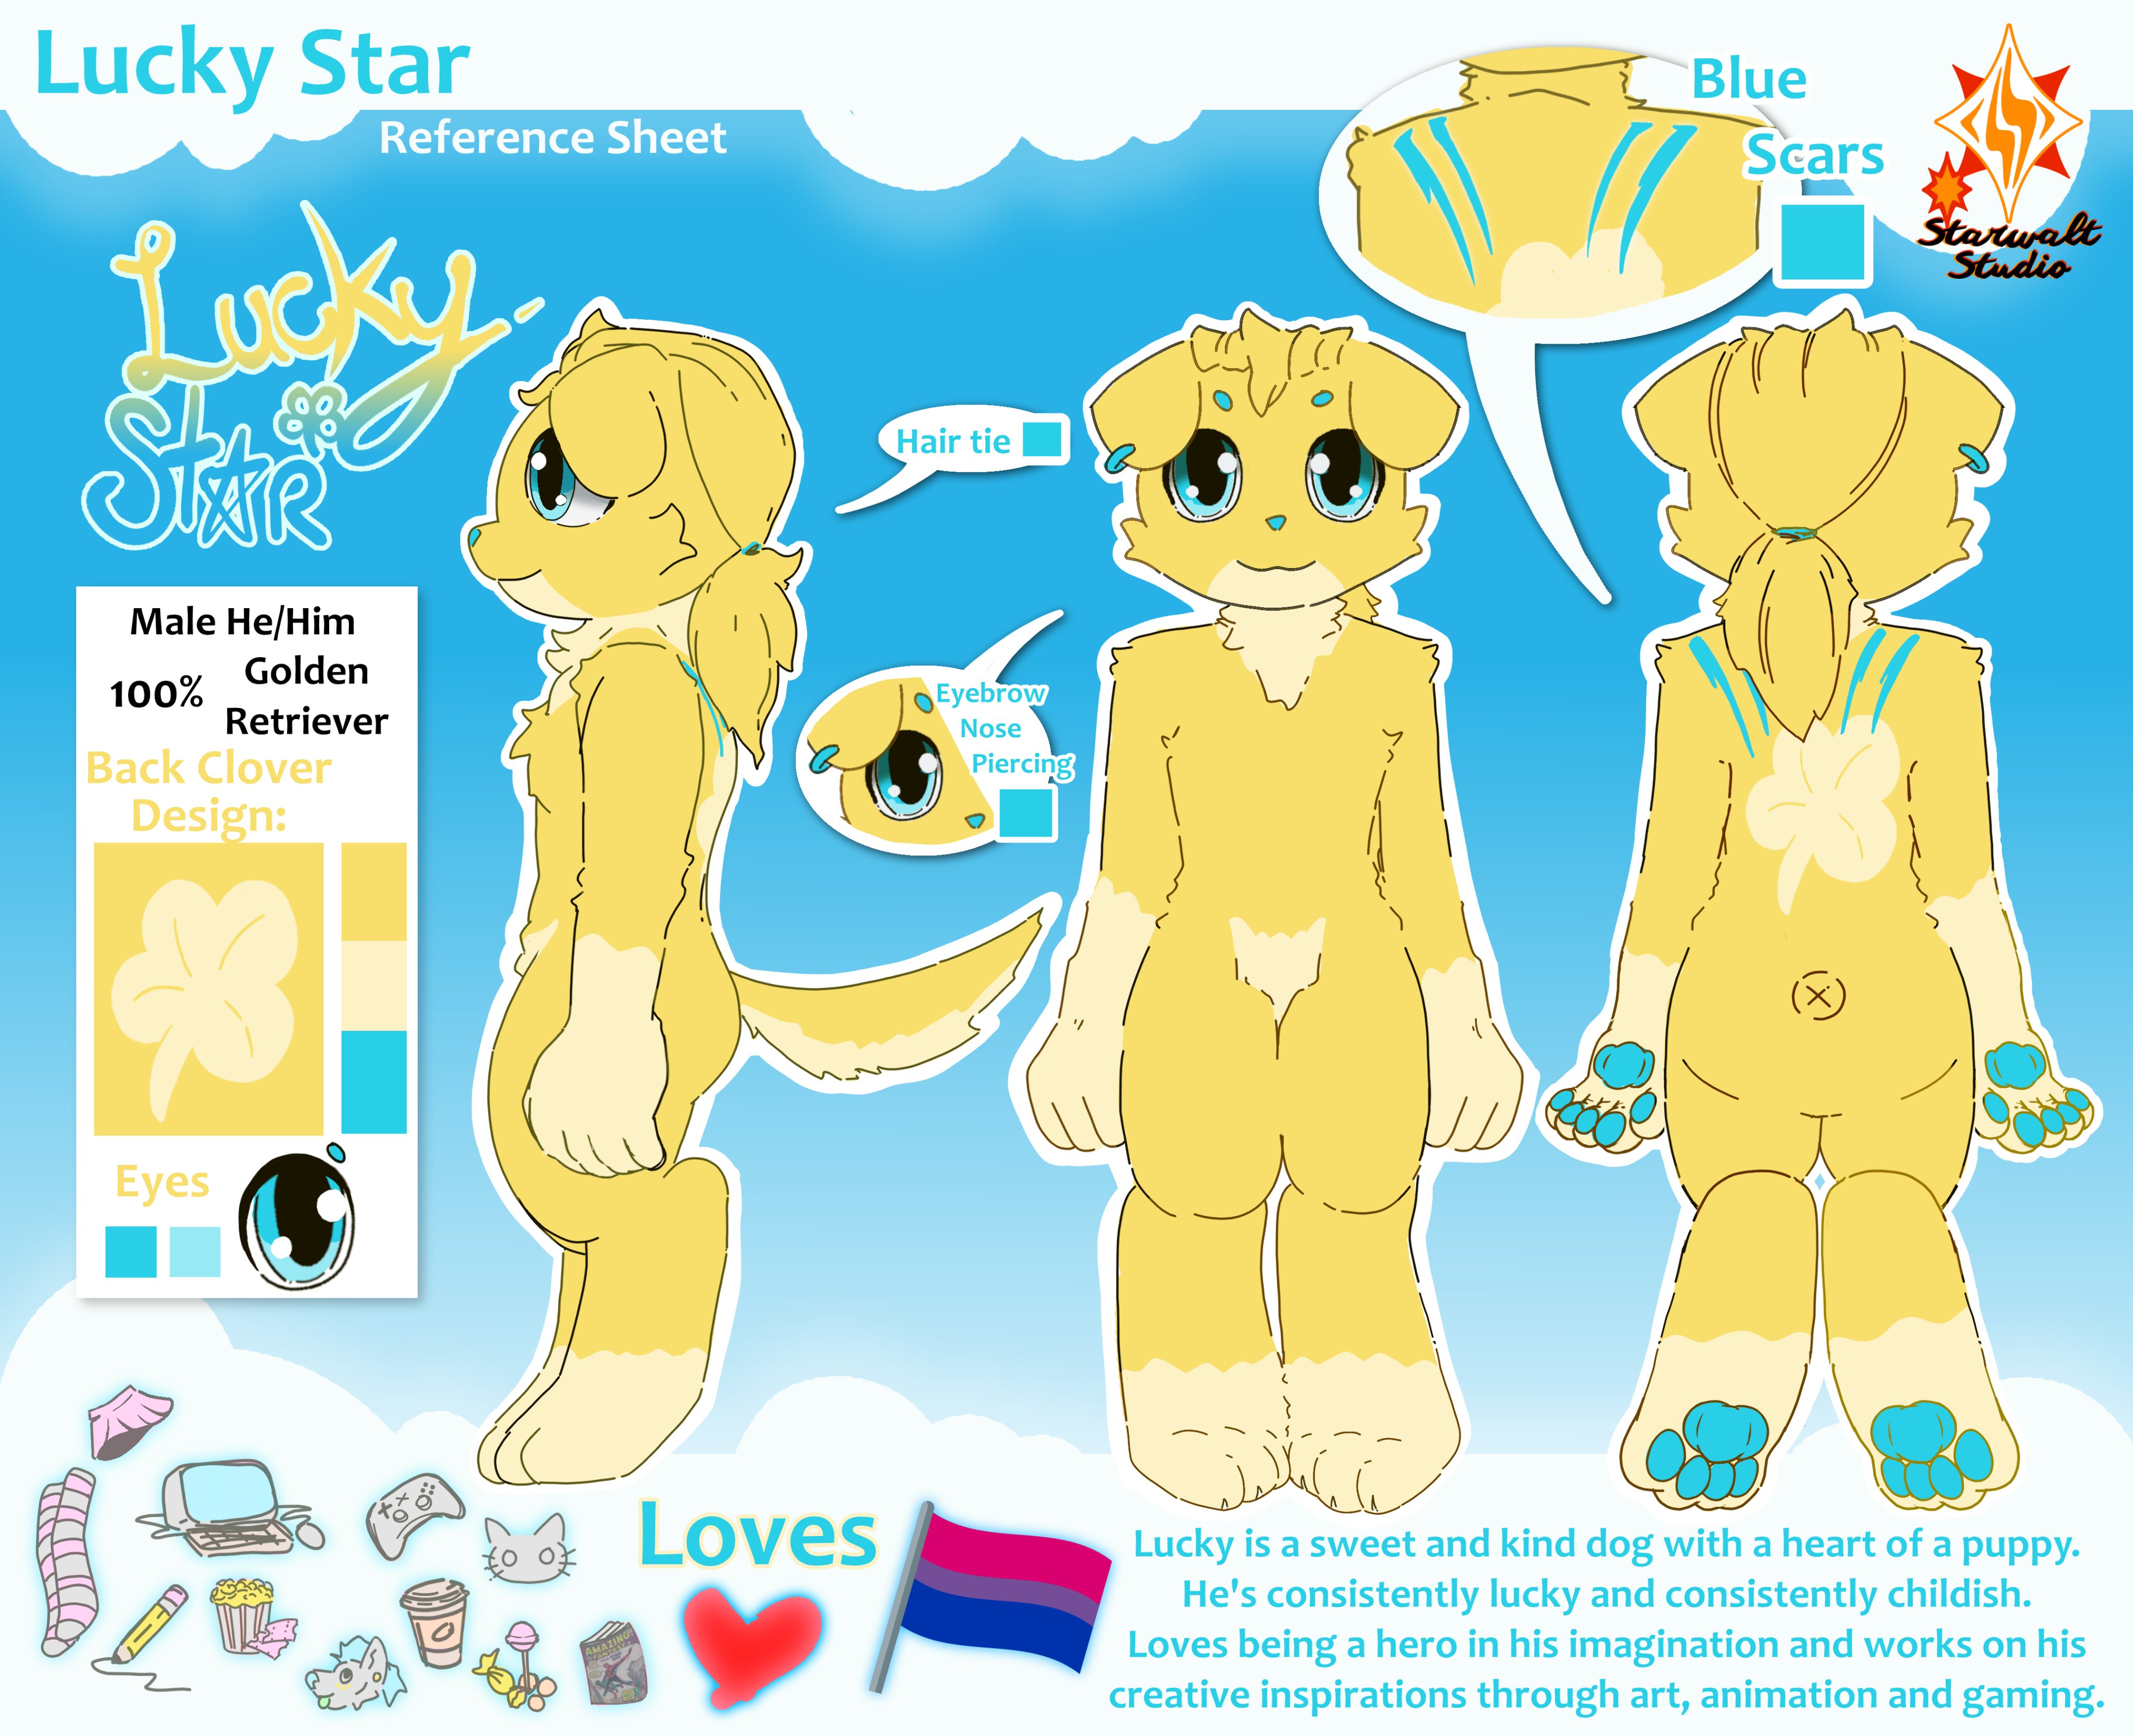 Lucky Star
Reference Sheet
Blue
Scars
Starwalt
Studio
Lucky
STAR
Hair tie
Male He/Him
100% Golden
Retriever
Back Clover
Design:
Eyebrow
Nose
Piercing
Eyes
Loves
AMAZING
Lucky is a sweet and kind dog with a heart of a puppy.
He's consistently lucky and consistently childish.
Loves being a hero in his imagination and works on his
creative inspirations through art, animation and gaming.